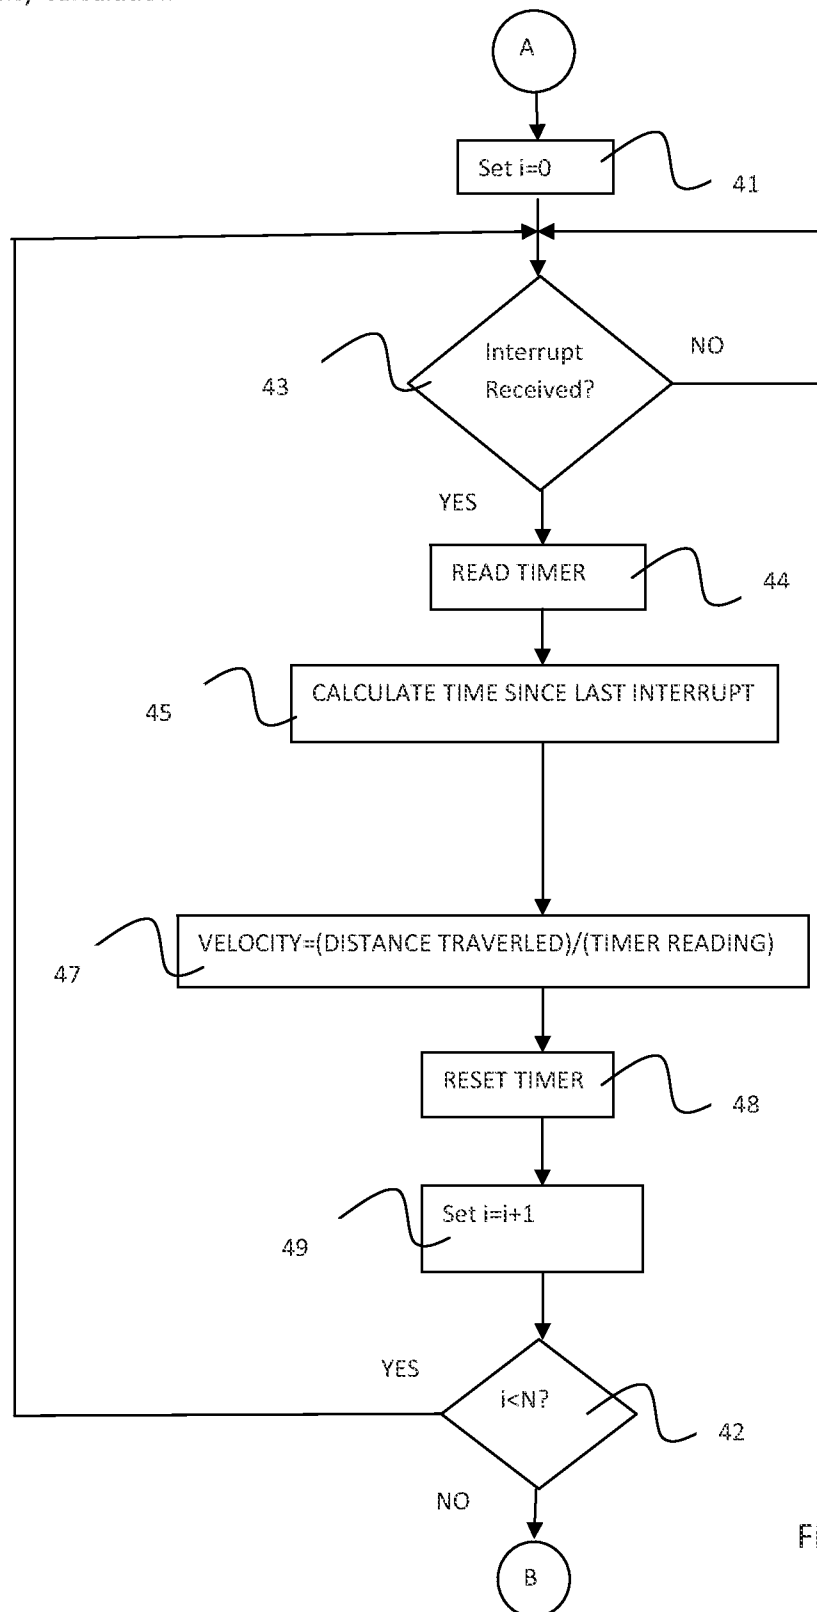 A
Set i=0
41
Interrupt
Received?
NO
43
YES
READ TIMER
44
CALCULATE TIME SINCE LAST INTERRUPT
45
VELOCITY=(DISTANCE TRAVERLED)/(TIMER READING)
47
RESET TIMER
48
Set i=i+1
49
YES
i<N?
42
NO
B